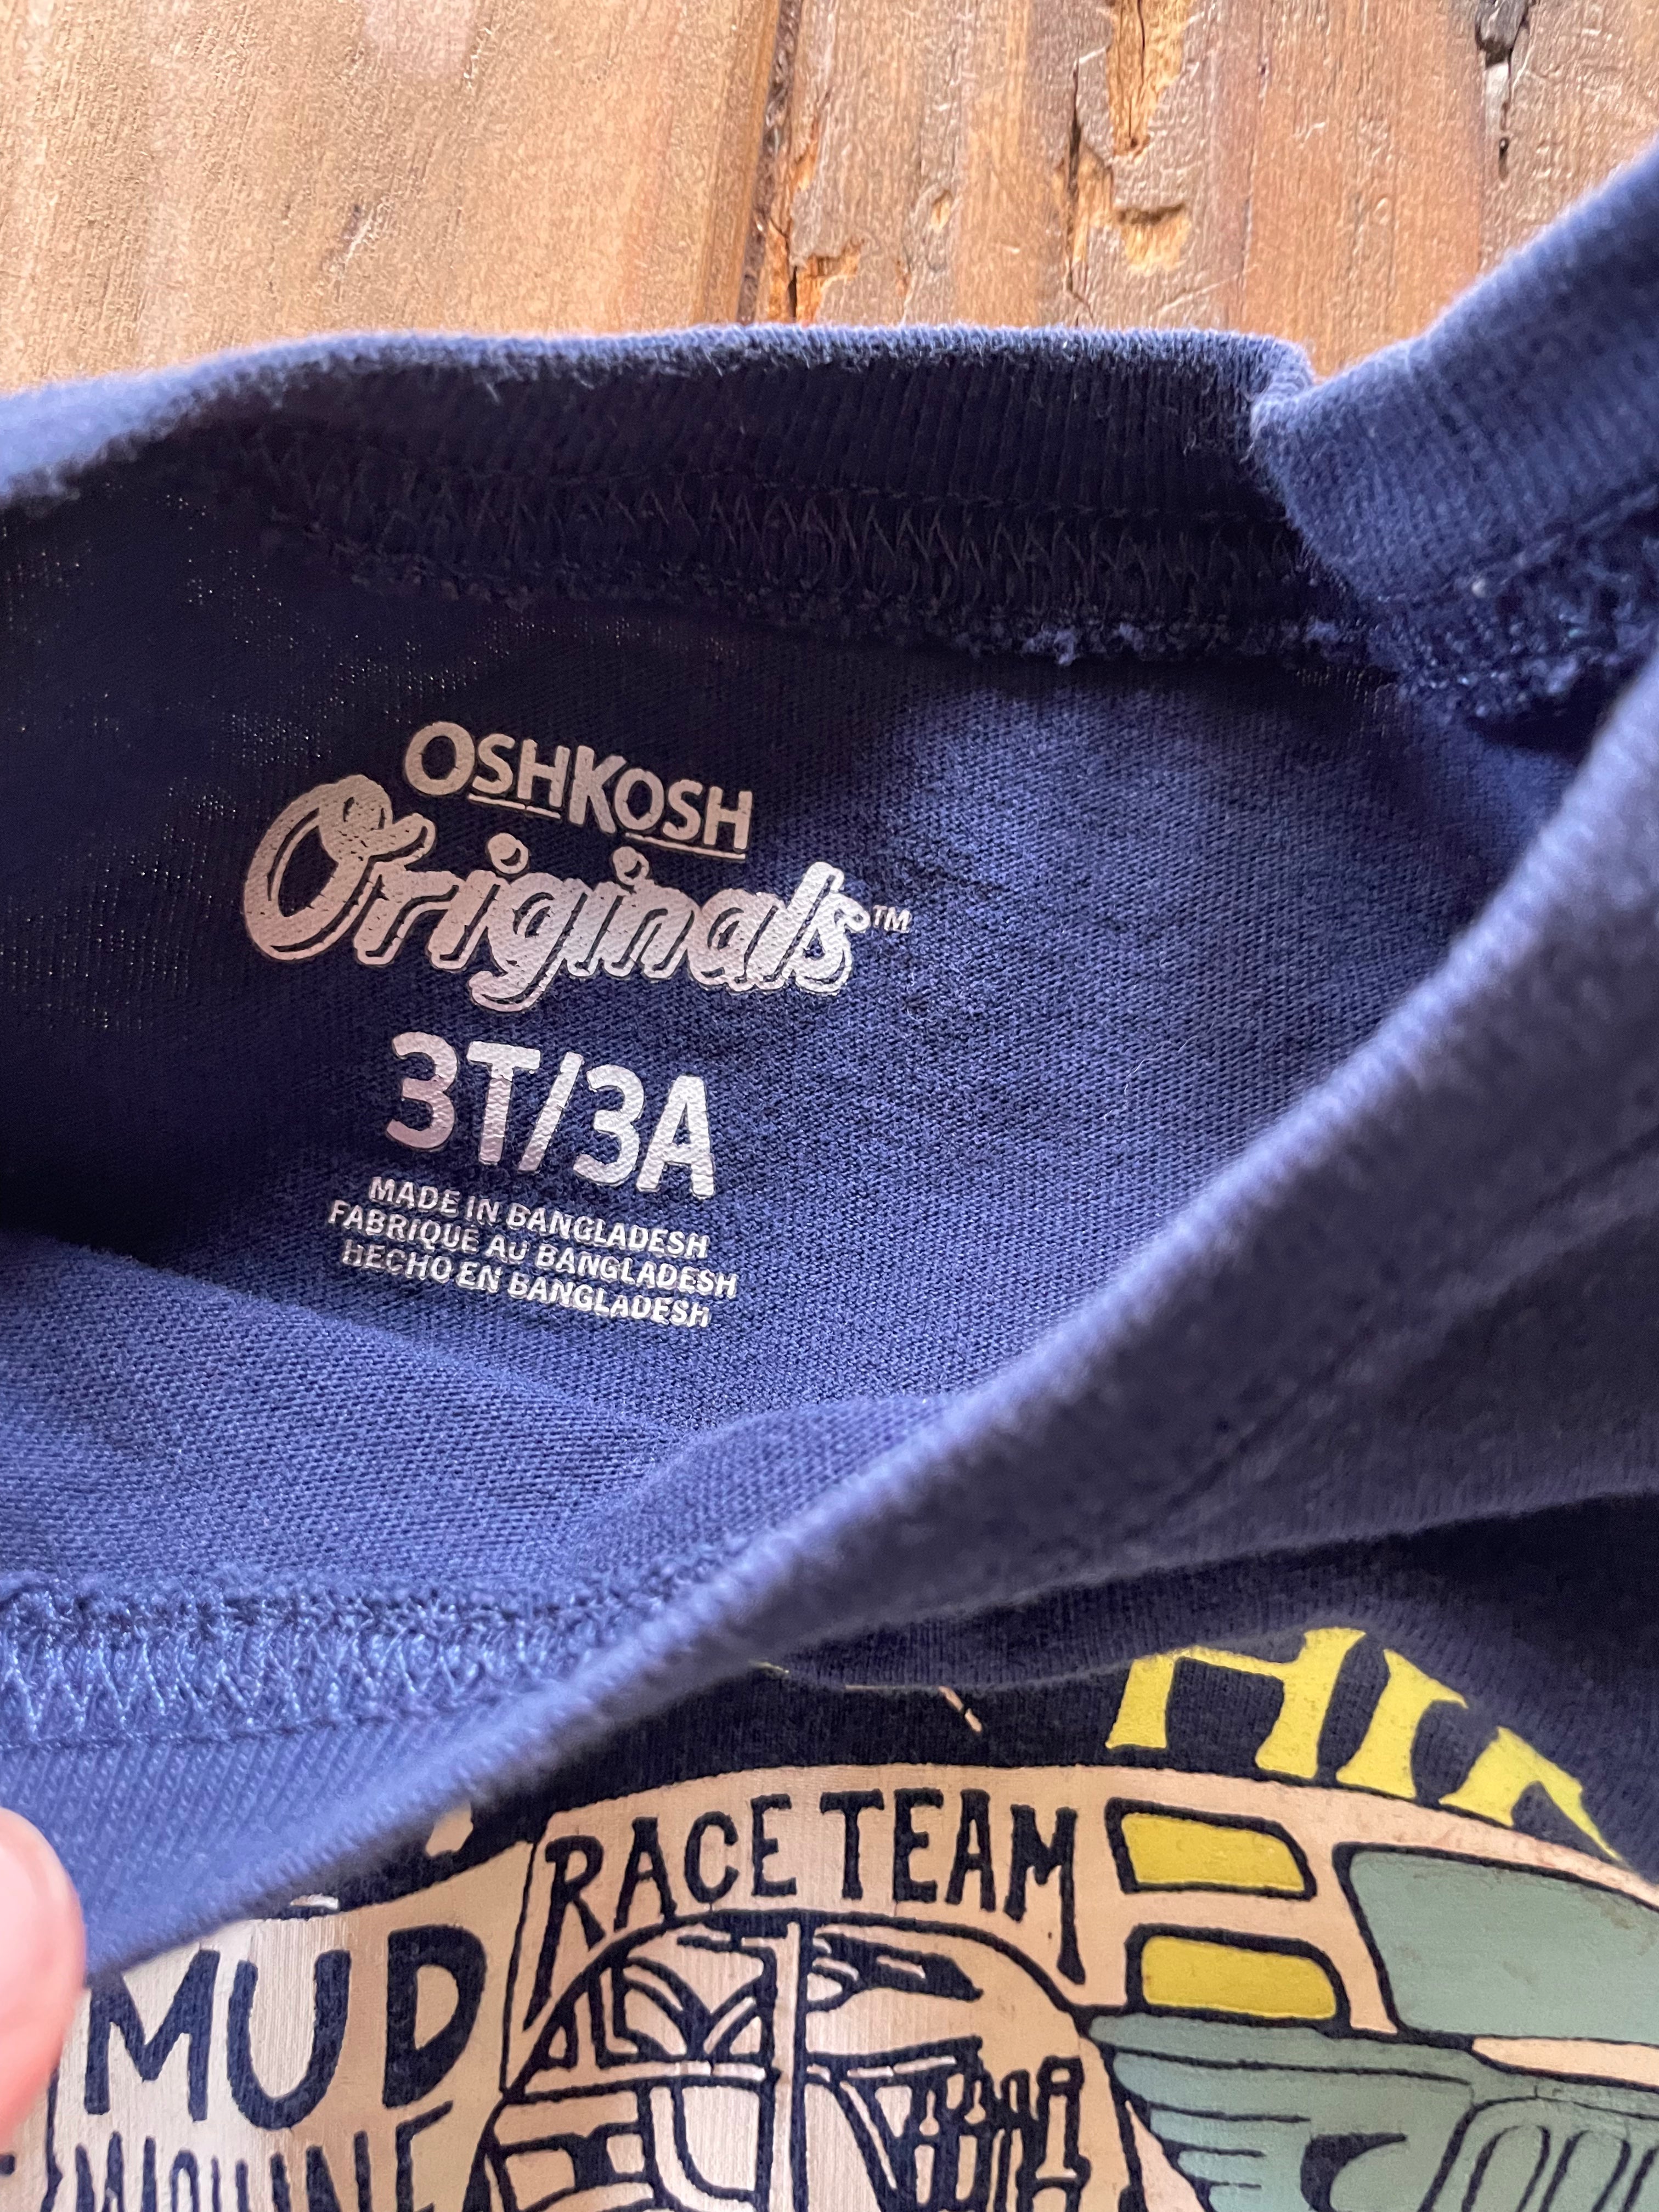 OSHKOSH
Originals™
3T/3A
MADE IN BANGLADESH
FABRIQUÉ AU BANGLADESH
HECHO EN BANGLADESH
RACE TEAM
MUD